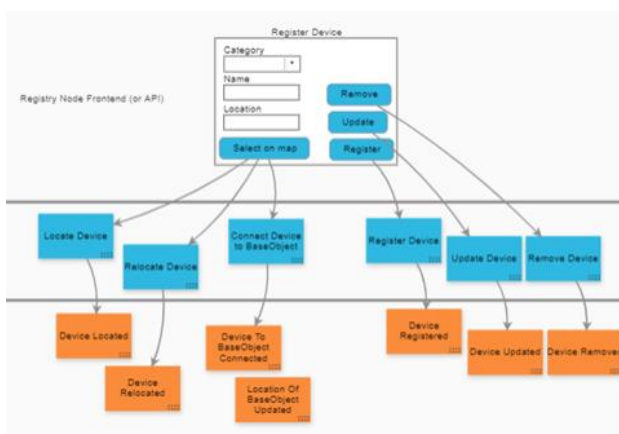 Register Device
Category
Name
Registry Node Frontend (or API)
Remove
Location
Update
Select on map
Register
Locate Device
Relocate Device
Connect Device
to BaseObject
Register Device
Update Device
Remove Device
Device Located
Device
Relocated
Device To
BaseObject
Connected
Location Of
BaseObject
Updated
Device
Registered
Device Updated
Device Remover